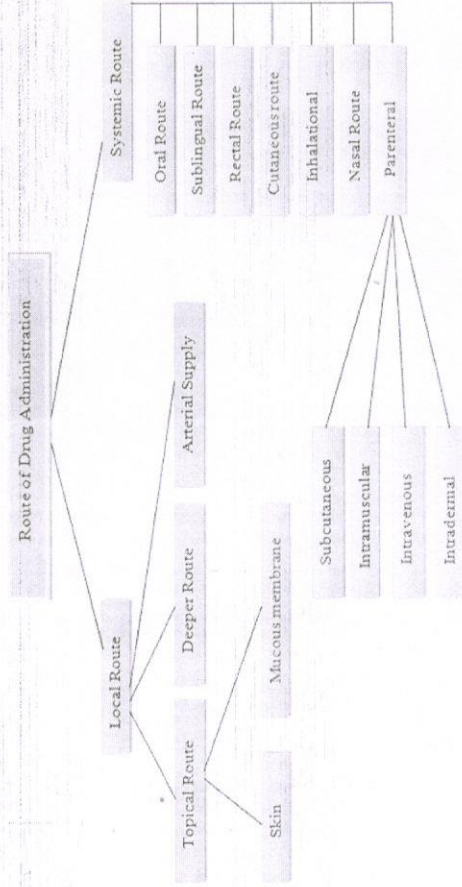 Route of Drug Administration
Local Route
Systemic Route
Topical Route
Deeper Route
Arterial Supply
Skin
Mucous membrane
Oral Route
Sublingual Route
Rectal Route
Cutaneous route
Inhalational
Nasal Route
Parenteral
Subcutaneous
Intramuscular
Intravenous
Intradermal